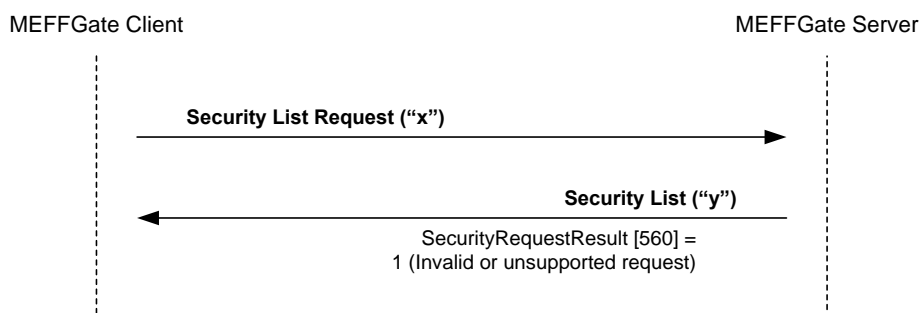 MEFFGate Client
MEFFGate Server
Security List Request (“x”)
Security List (“y”)
SecurityRequestResult [560] =
1 (Invalid or unsupported request)